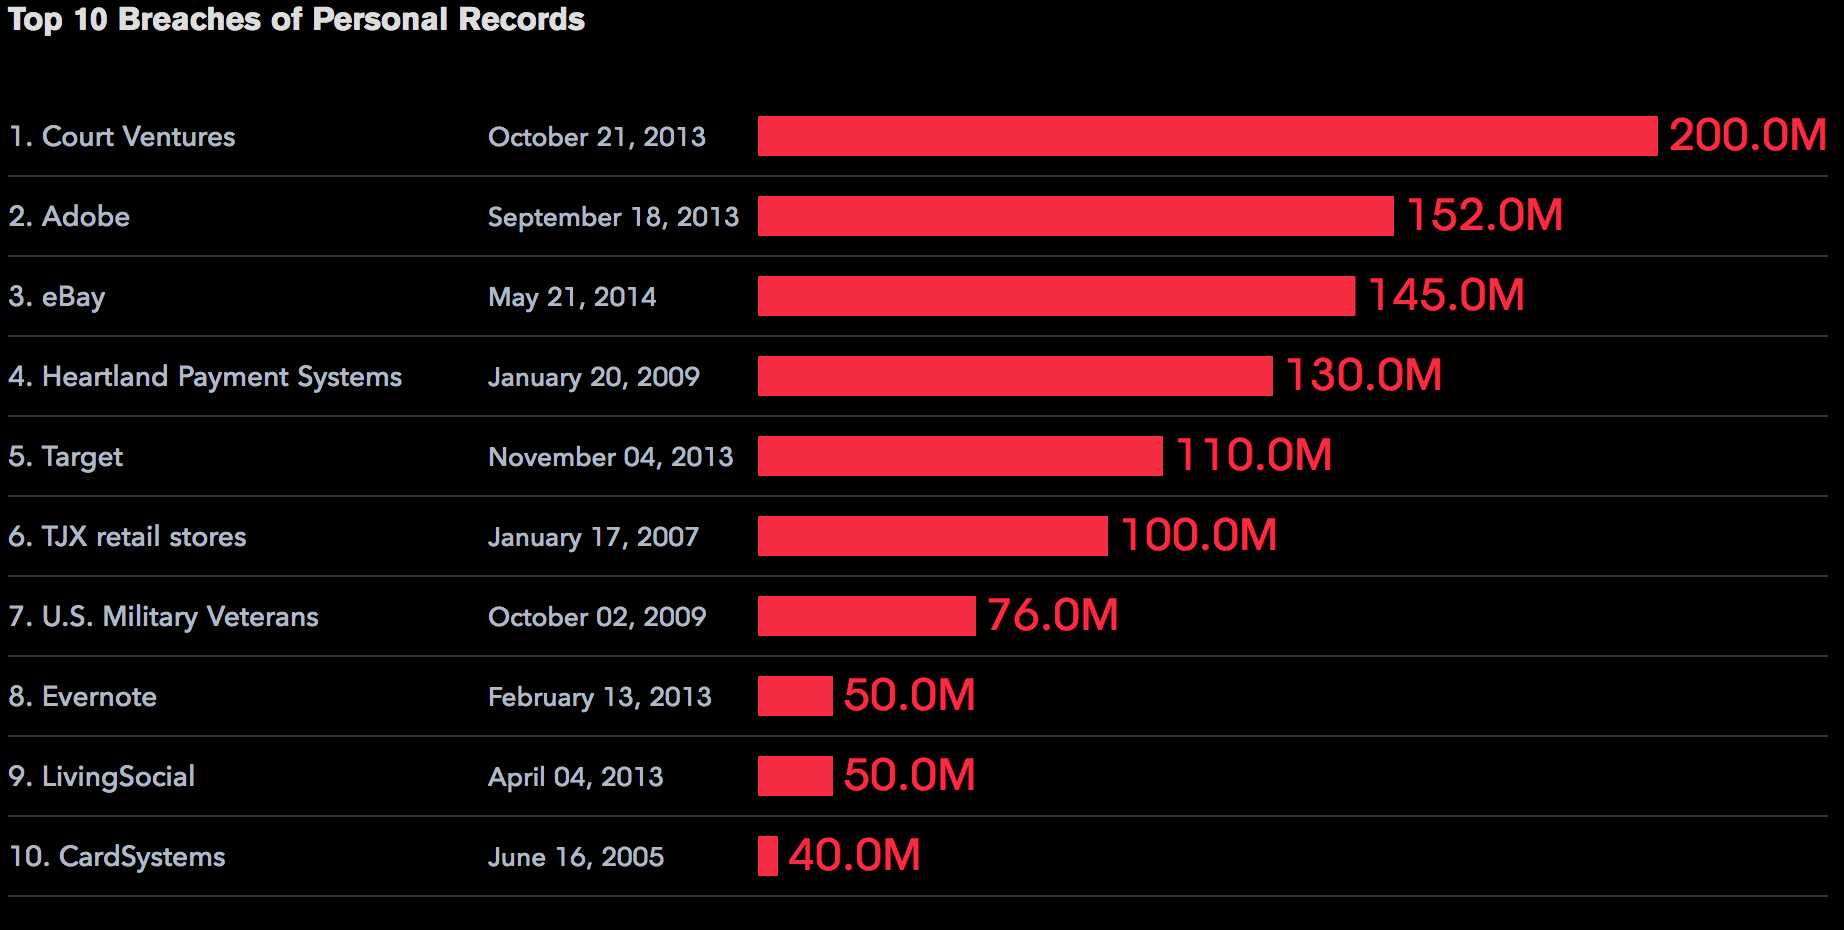 Top 10 Breaches of Personal Records
1. Court Ventures October 21, 2013 200.0M
2. Adobe September 18, 2013 152.0M
3. eBay May 21, 2014 145.0M
4. Heartland Payment Systems January 20, 2009 130.0M
5. Target November 04, 2013 110.0M
6. TJX retail stores January 17, 2007 100.0M
7. U.S. Military Veterans October 02, 2009 76.0M
8. Evernote February 13, 2013 50.0M
9. LivingSocial April 04, 2013 50.0M
10. CardSystems June 16, 2005 40.0M